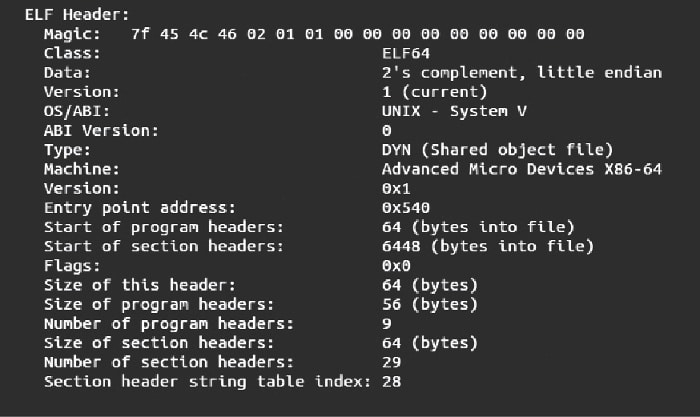 ELF Header:
Magic: 7f 45 4c 46 02 01 01 00 00 00 00 00 00 00 00 00
Class: ELF64
Data: 2's complement, little endian
Version: 1 (current)
OS/ABI: UNIX - System V
ABI Version: 0
Type: DYN (Shared object file)
Machine: Advanced Micro Devices X86-64
Version: 0x1
Entry point address: 0x540
Start of program headers: 64 (bytes into file)
Start of section headers: 6448 (bytes into file)
Flags: 0x0
Size of this header: 64 (bytes)
Size of program headers: 56 (bytes)
Number of program headers: 9
Size of section headers: 64 (bytes)
Number of section headers: 29
Section header string table index: 28